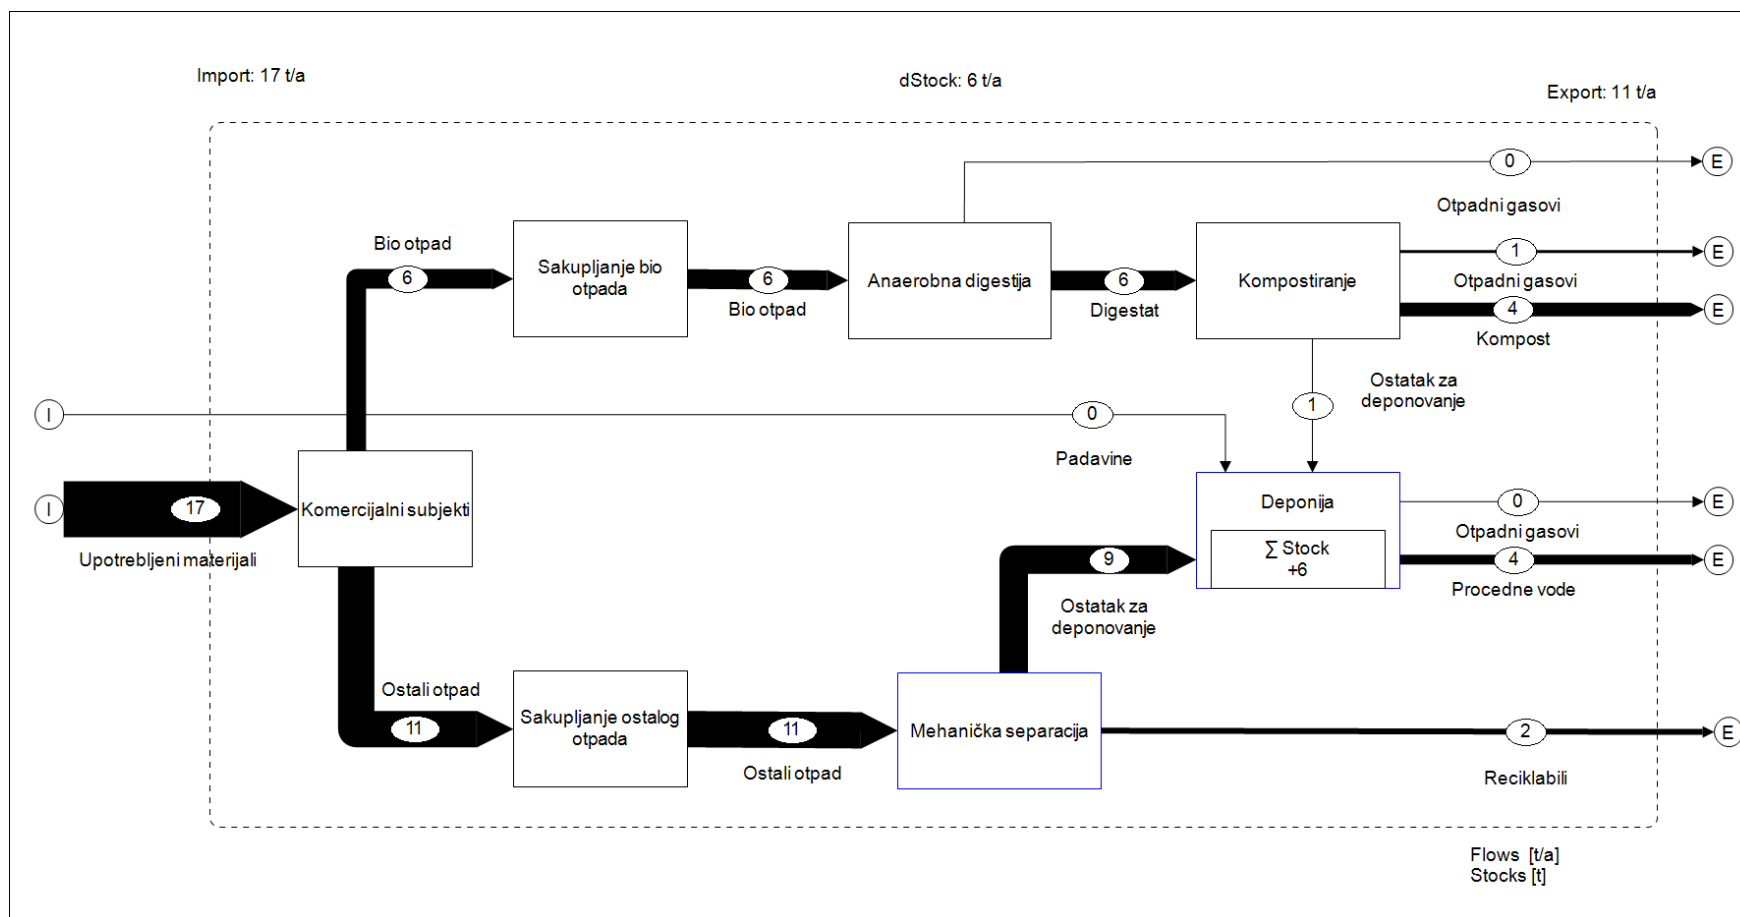 Import: 17 t/a
dStock: 6 t/a
Export: 11 t/a
0
E
Otpadni gasovi
Bio otpad
6
Sakupljanje bio
otpada
6
Bio otpad
Anaerobna digestija
6
Digestat
Kompostiranje
1
E
Otpadni gasovi
4
E
Kompost
Ostatak za
deponovanje
1
I
0
Padavine
I
17
Upotrebljeni materijali
Komercijalni subjekti
Deponija
∑ Stock
+6
0
E
Otpadni gasovi
4
E
Procedne vode
9
Ostatak za
deponovanje
Ostali otpad
11
Sakupljanje ostalog
otpada
11
Ostali otpad
Mehanička separacija
2
E
Reciklabili
Flows [t/a]
Stocks [t]